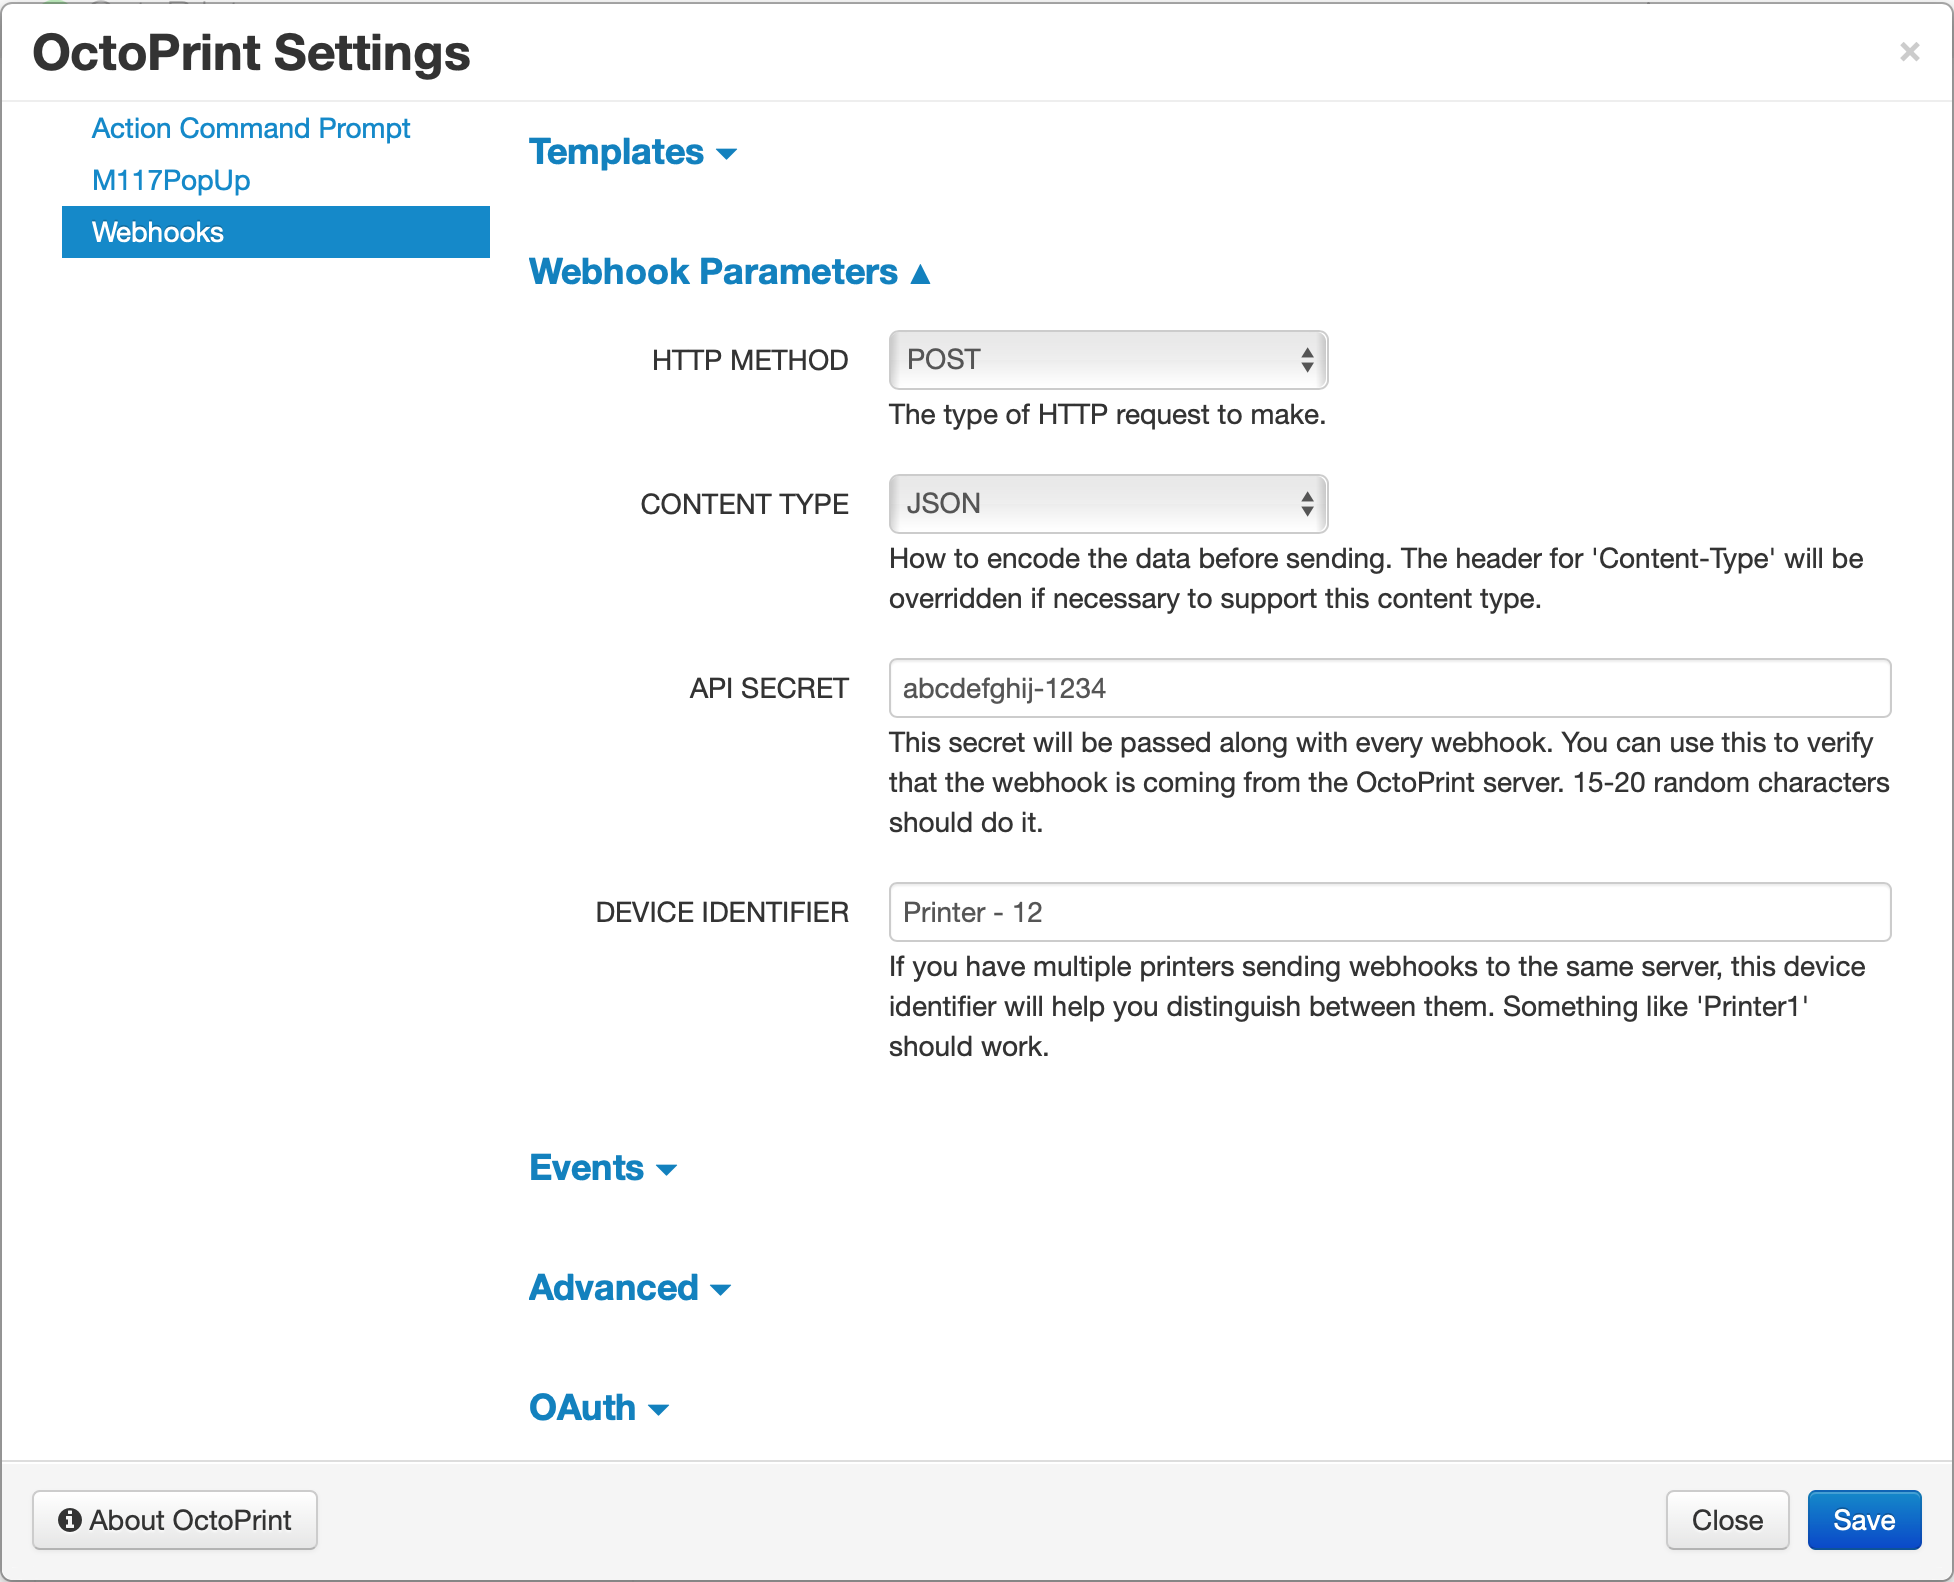 OctoPrint Settings
×
Action Command Prompt
M117PopUp
Webhooks
Templates
Webhook Parameters
HTTP METHOD
POST
The type of HTTP request to make.
CONTENT TYPE
JSON
How to encode the data before sending. The header for 'Content-Type' will be
overridden if necessary to support this content type.
API SECRET
abcdefghij-1234
This secret will be passed along with every webhook. You can use this to verify
that the webhook is coming from the OctoPrint server. 15-20 random characters
should do it.
DEVICE IDENTIFIER
Printer - 12
If you have multiple printers sending webhooks to the same server, this device
identifier will help you distinguish between them. Something like 'Printer1'
should work.
Events
Advanced
OAuth
About OctoPrint
Close
Save